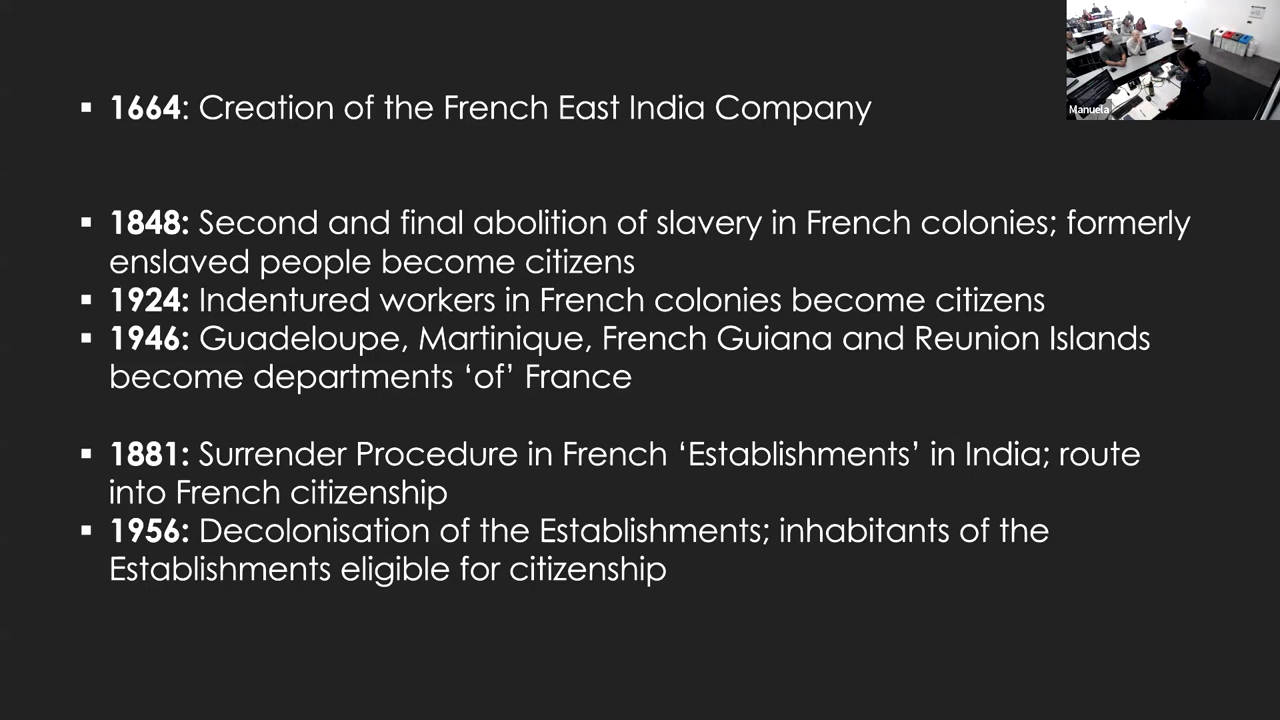 ▪ 1664: Creation of the French East India Company
▪ 1848: Second and final abolition of slavery in French colonies; formerly
enslaved people become citizens
▪ 1924: Indentured workers in French colonies become citizens
▪ 1946: Guadeloupe, Martinique, French Guiana and Reunion Islands
become departments ‘of’ France
▪ 1881: Surrender Procedure in French ‘Establishments’ in India; route
into French citizenship
▪ 1956: Decolonisation of the Establishments; inhabitants of the
Establishments eligible for citizenship
Manuela